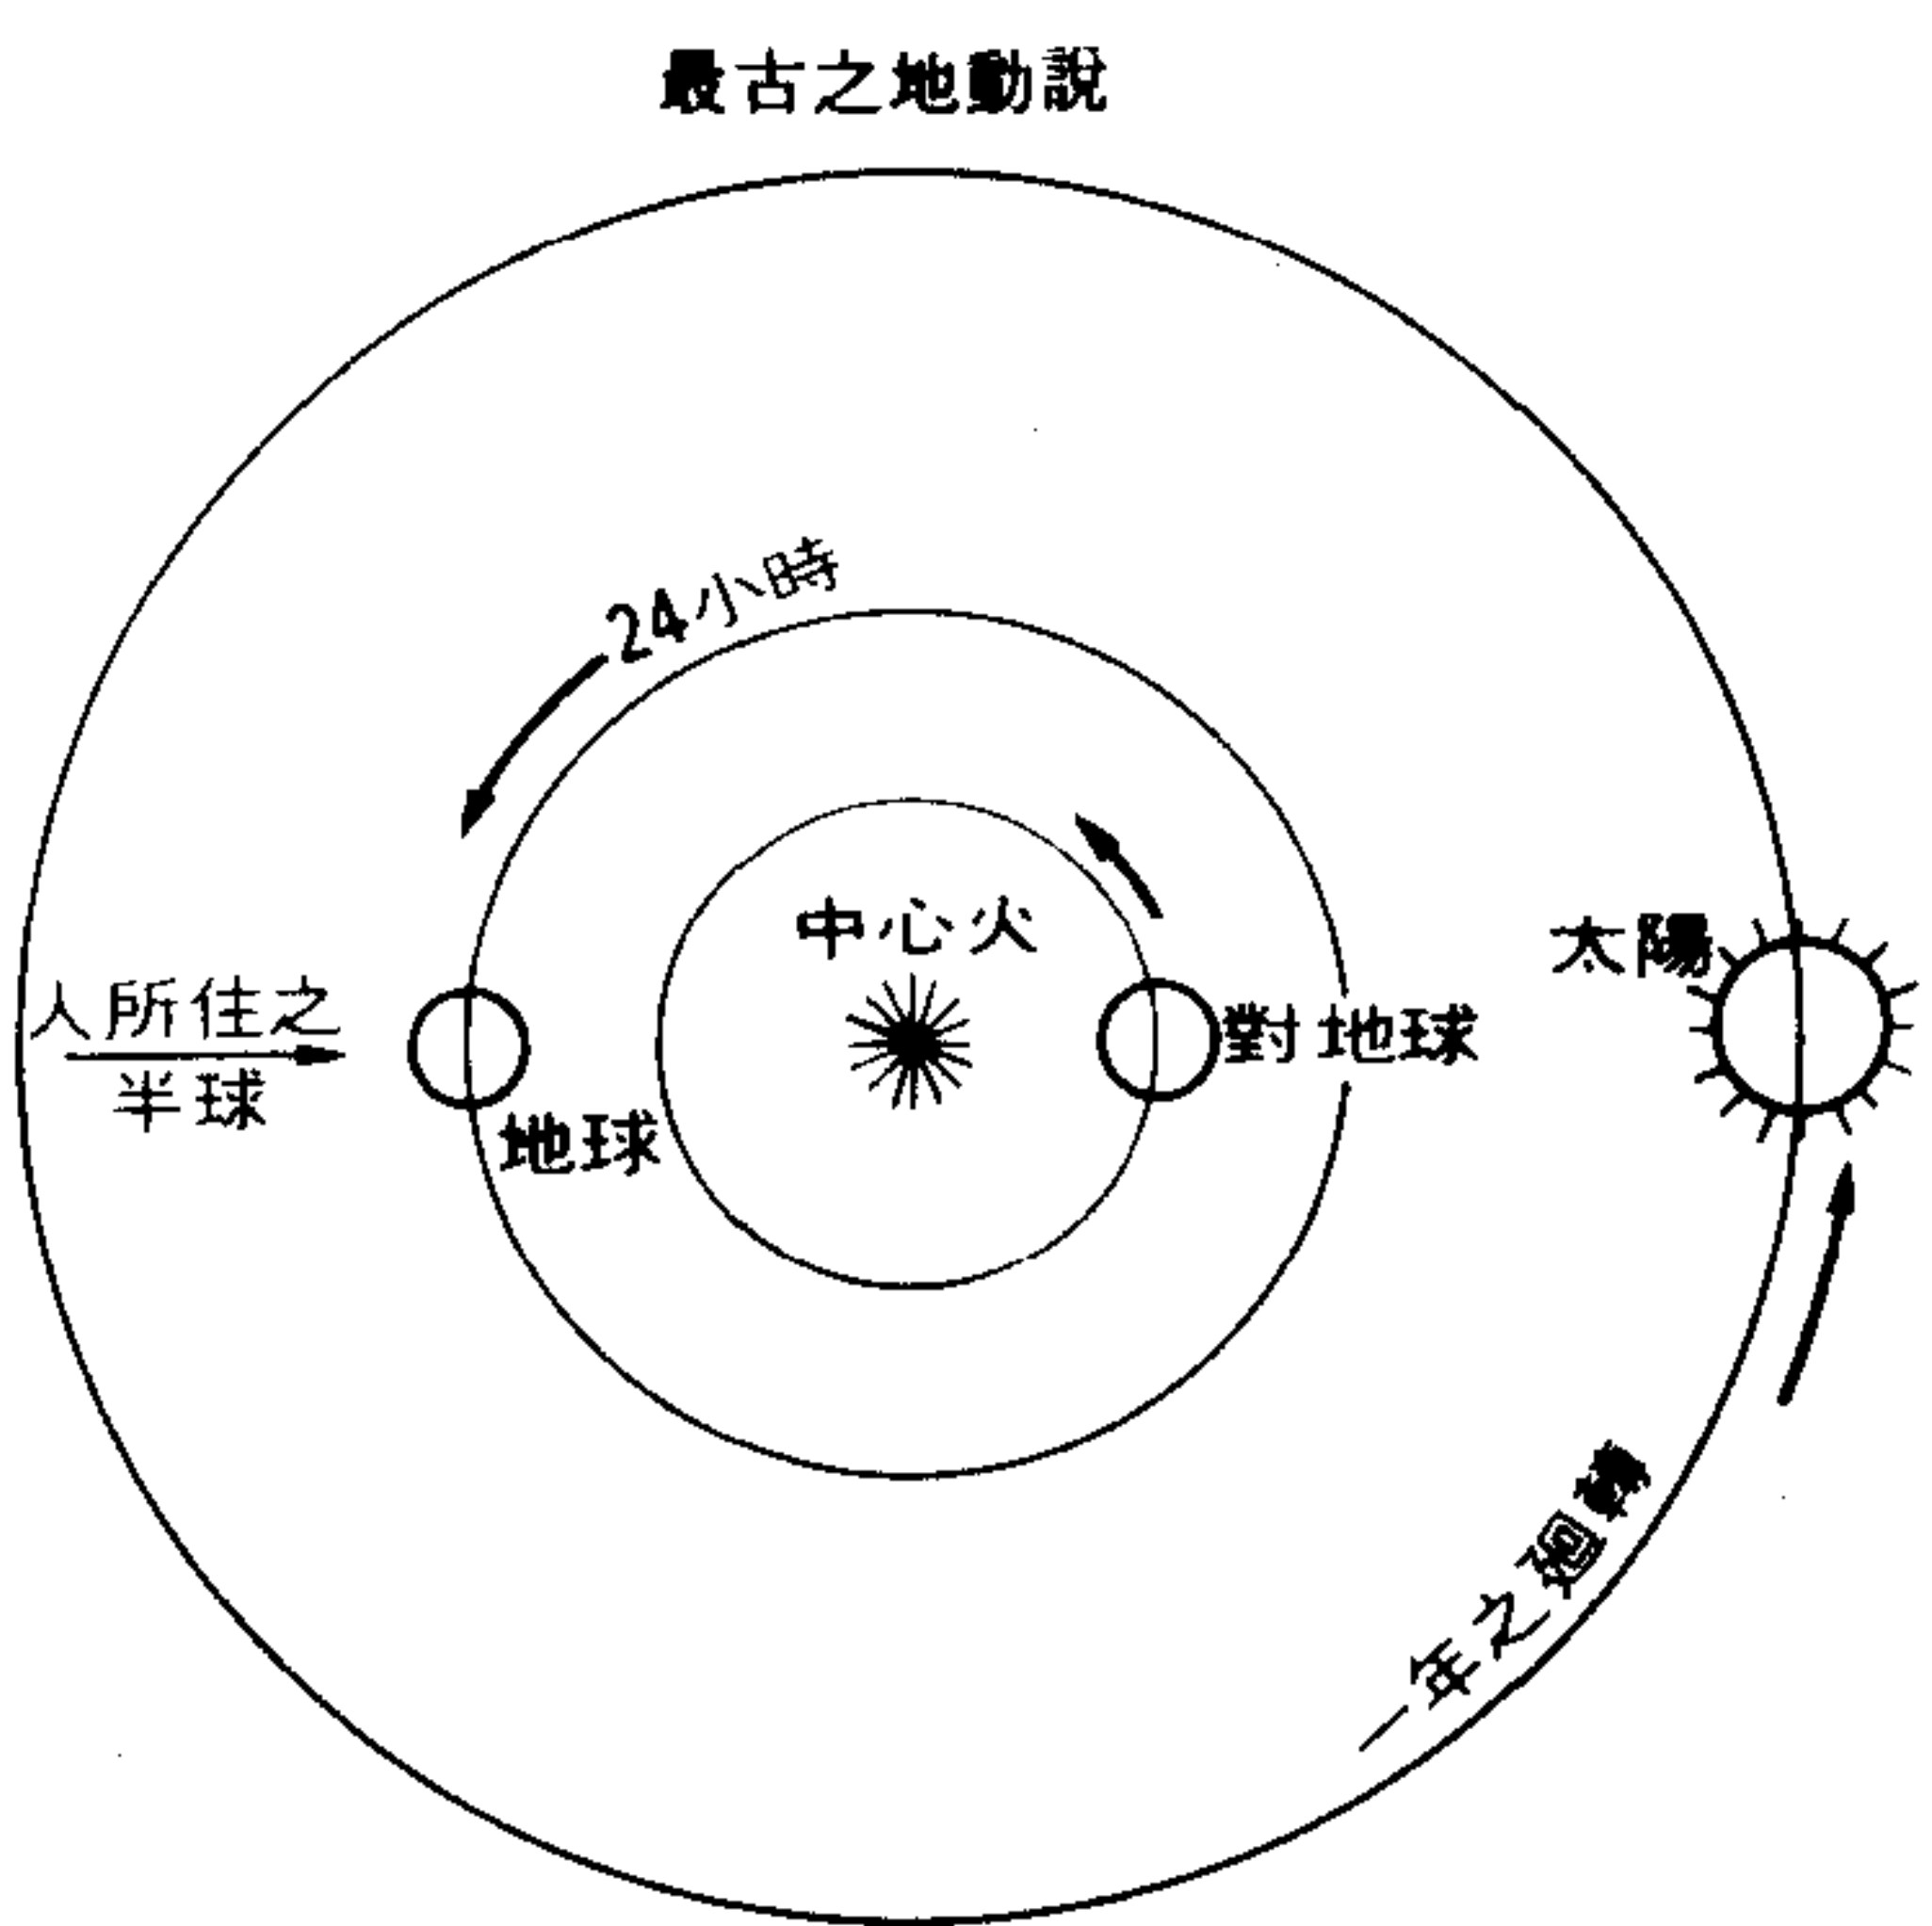 最古之地動說
24小時
中心火
太陽
人所住之
半球
對地球
地球
一年之迴轉